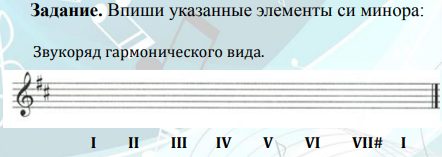 Задание. Впиши указанные элементы си минора:
Звукоряд гармонического вида.
I II III IV V VI VII# I